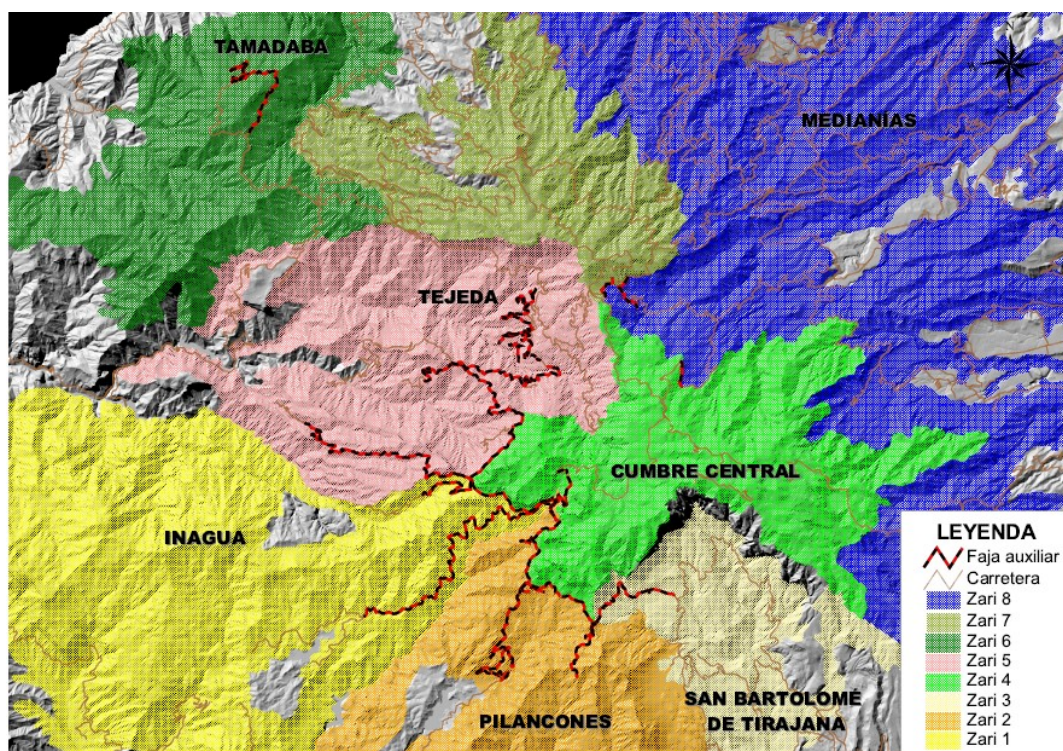 TAMADABA
MEDIANÍAS
TEJEDA
CUMBRE CENTRAL
INAGUA
PILANCONES
SAN BARTOLÓMÉ
DE TIRAJANA
LEYENDA
Faja auxiliar
Carretera
Zari 8
Zari 7
Zari 6
Zari 5
Zari 4
Zari 3
Zari 2
Zari 1